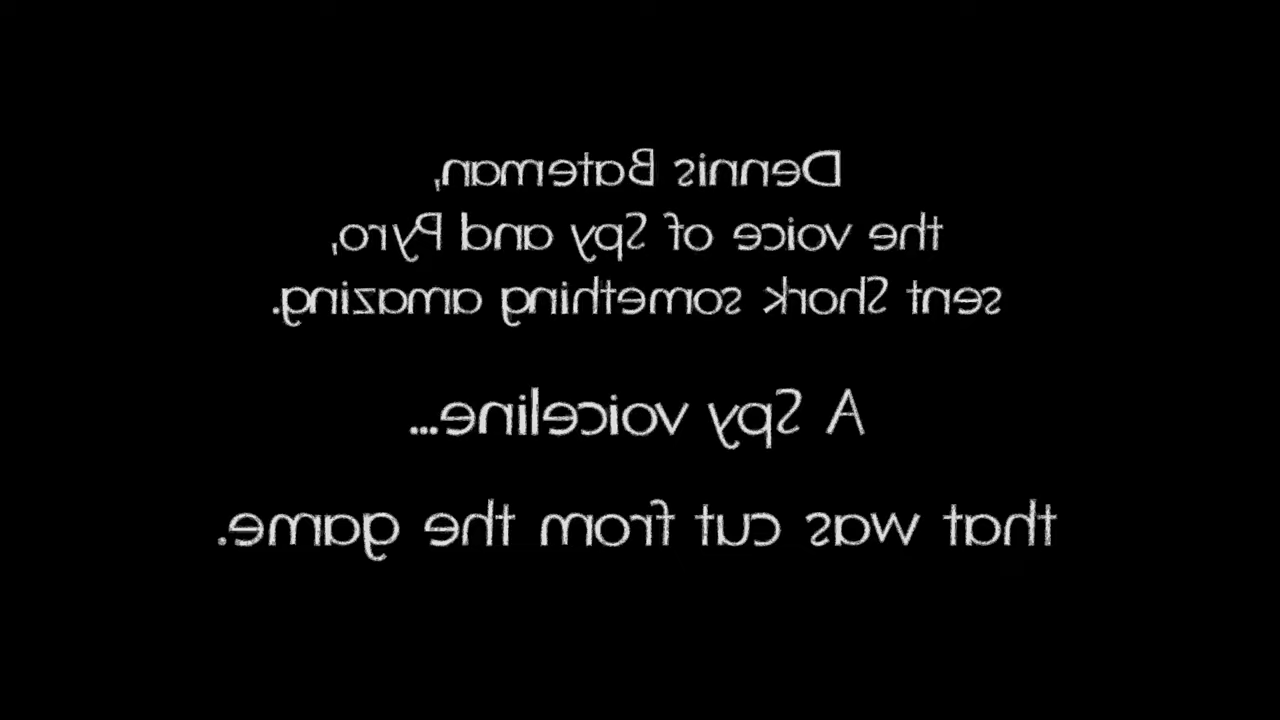 Dennis Bateman,
the voice of Spy and Pyro,
sent Shork something amazing.
A Spy voiceline...
that was cut from the game.